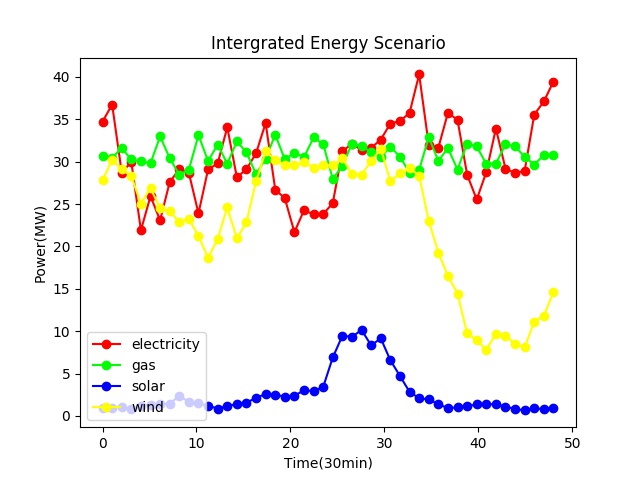 Intergrated Energy Scenario
Power(MW)
40
35
30
25
20
15
10
5
0
electricity
gas
solar
wind
0 10 20 30 40 50
Time(30min)